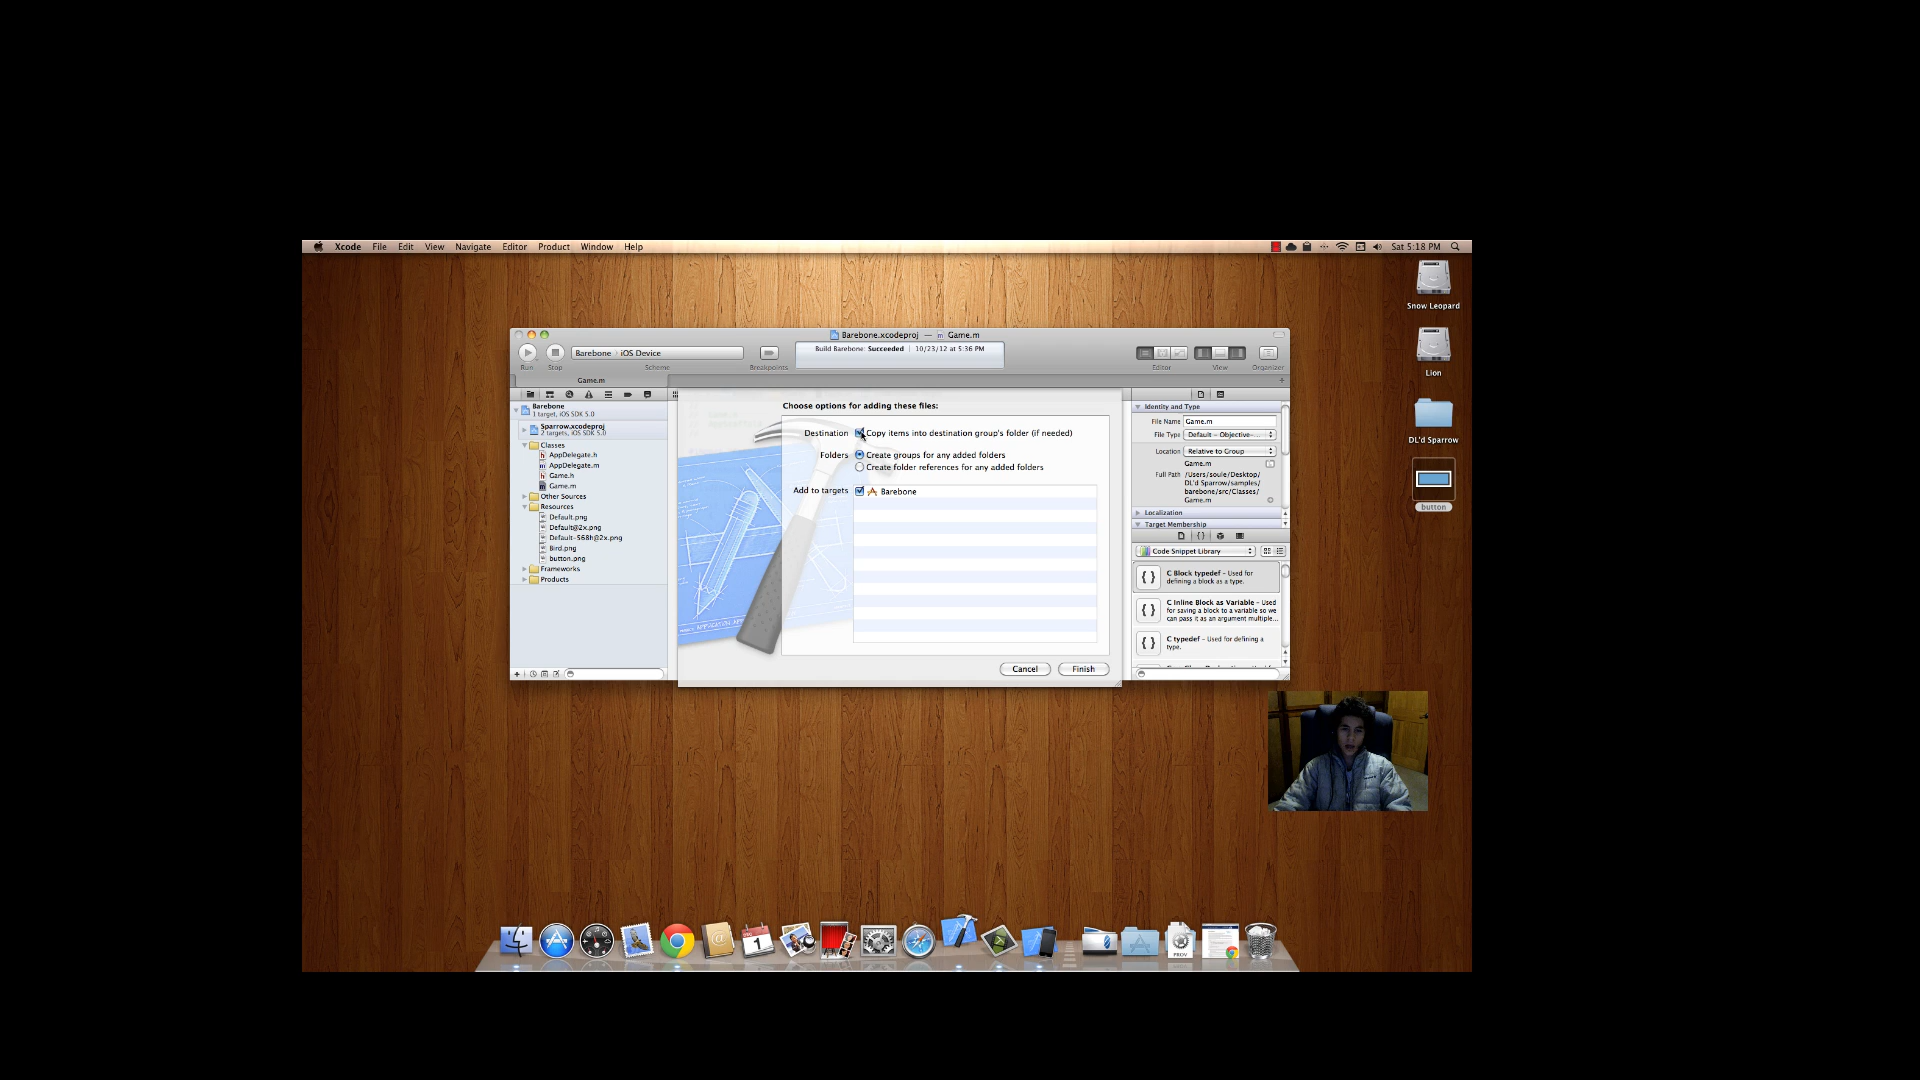 Xcode File Edit View Navigate Editor Product Window Help
Sat 5:18 PM
Snow Leopard
Lion
DL'd Sparrow
button
Barebone.xcodeproj — Game.m
Run Stop
Barebone iOS Device
Scheme
Breakpoints
Build Barebone: Succeeded 10/23/12 at 5:36 PM
Editor View Organizer
Game.m
Barebone
1 target, iOS SDK 5.0
Sparrow.xcodeproj
2 targets, iOS SDK 5.0
Classes
AppDelegate.h
AppDelegate.m
Game.h
Game.m
Other Sources
Resources
Default.png
Default@2x.png
Default-568h@2x.png
Bird.png
button.png
Frameworks
Products
Choose options for adding these files:
Destination Copy items into destination group's folder (if needed)
Folders Create groups for any added folders
Create folder references for any added folders
Add to targets Barebone
Cancel Finish
Identity and Type
File Name Game.m
File Type Default - Objective-...
Location Relative to Group
Game.m
Full Path /Users/soule/Desktop/
DL'd Sparrow/samples/
barebone/src/Classes/
Game.m
Localization
Target Membership
Code Snippet Library
C Block typedef - Used for
defining a block as a type.
C Inline Block as Variable - Used
for saving a block to a variable so we
can pass it as an argument multiple...
C typedef - Used for defining a
type.
1
PROV